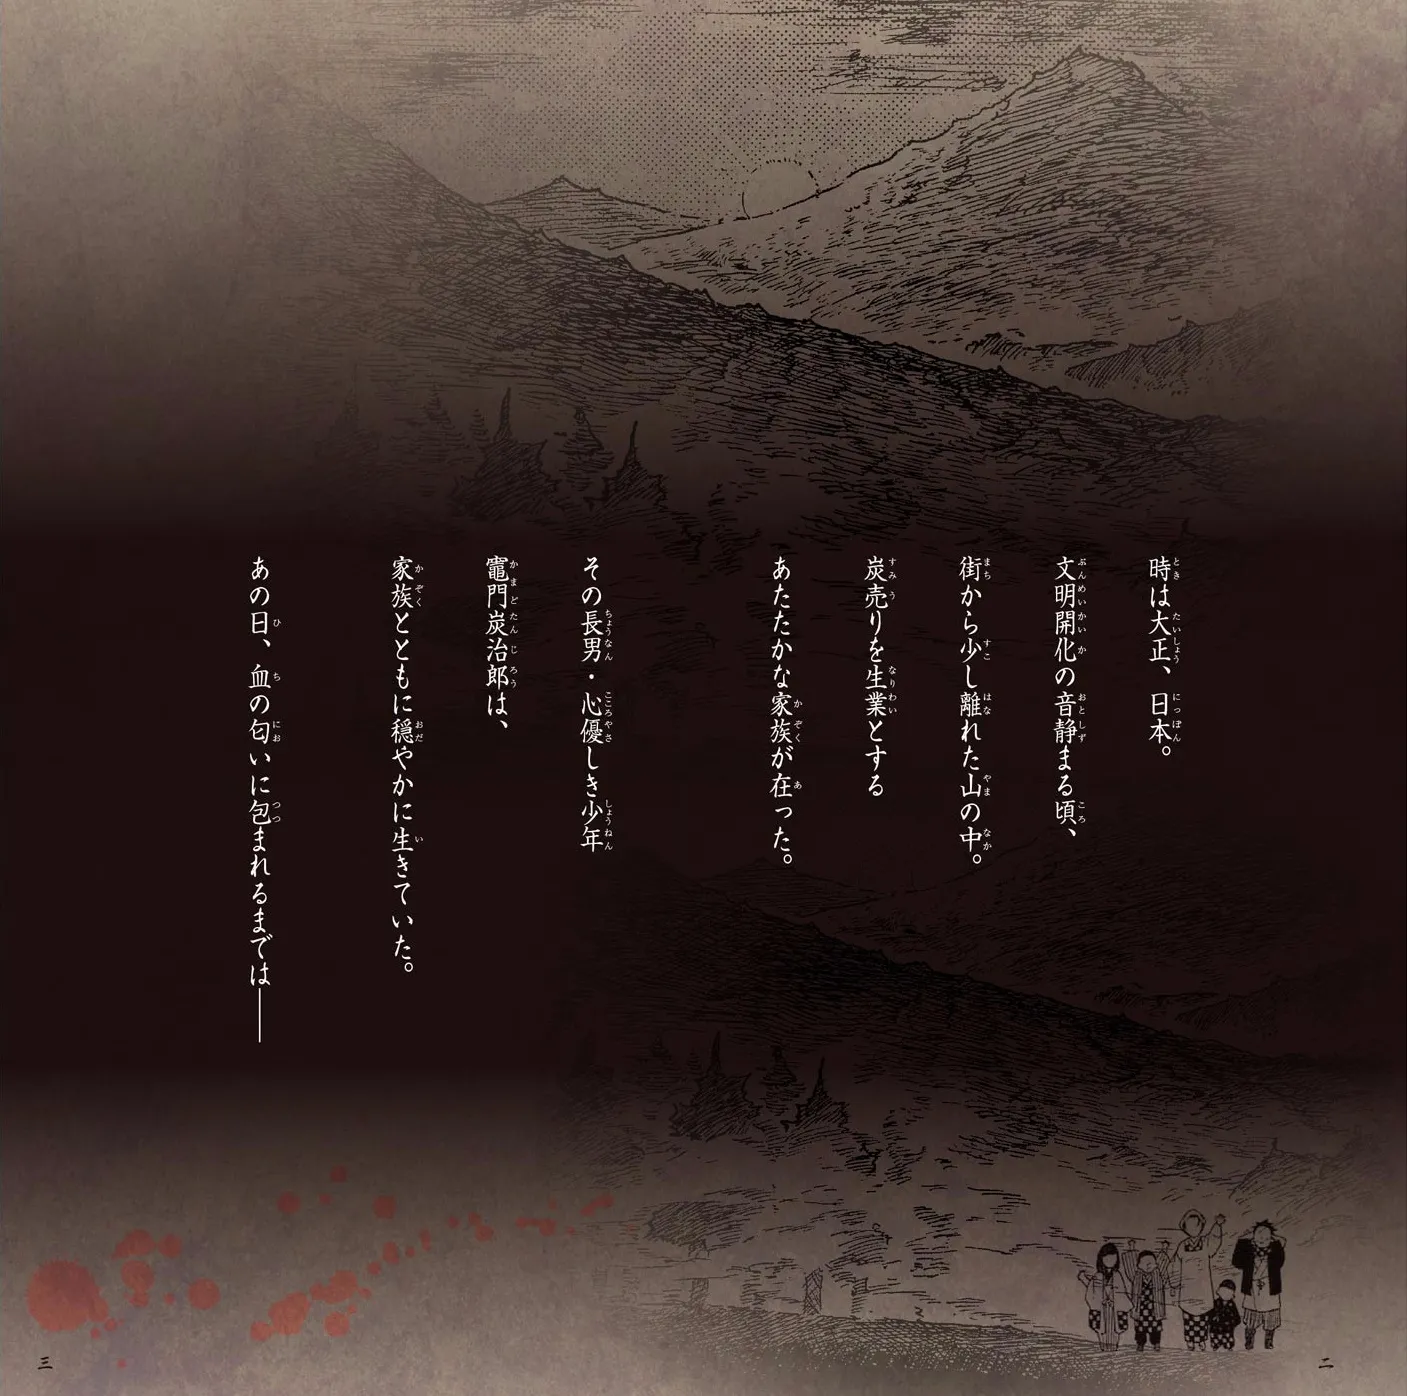 時は大正、日本。
文明開化の音静まる頃、
街から少し離れた山の中。
炭売りを生業とする
あたたかな家族が在った。
その長男・心優しき少年
竈門炭治郎は、
家族とともに穏やかに生きていた。
あの日、血の匂いに包まれるまでは――
二
三